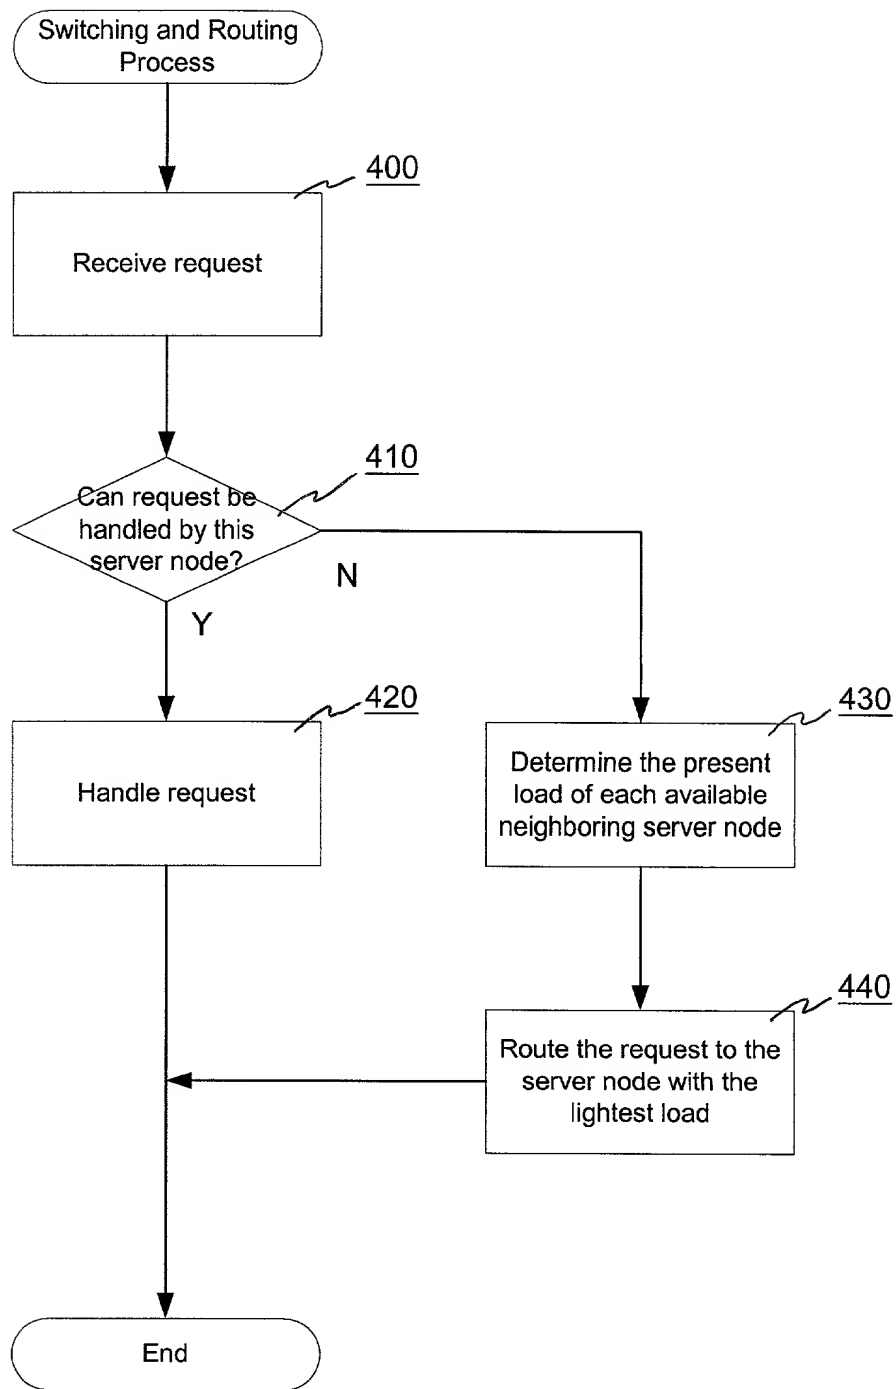 Switching and Routing
Process
400
Receive request
410
Can request be
handled by this
server node?
N
Y
420
Handle request
430
Determine the present
load of each available
neighboring server node
440
Route the request to the
server node with the
lightest load
End